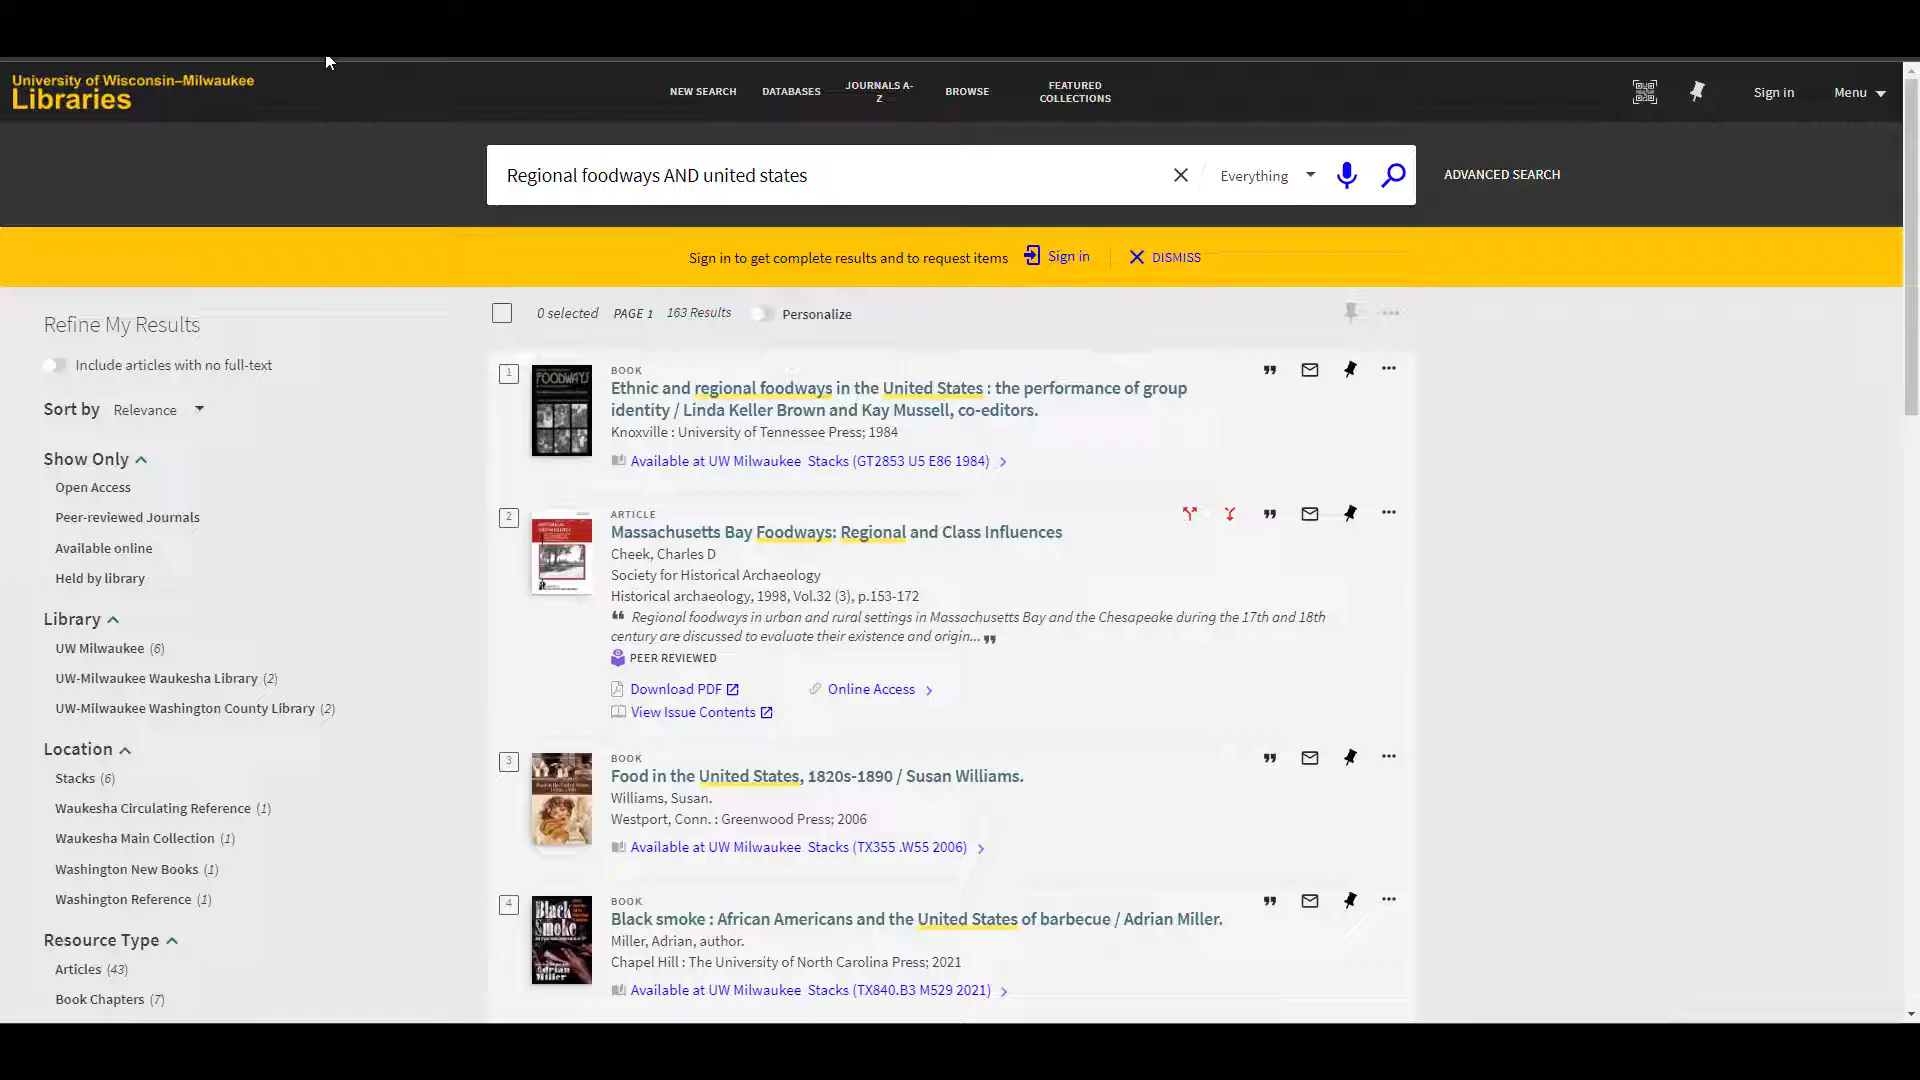 University of Wisconsin–Milwaukee
Libraries
NEW SEARCH
DATABASES
JOURNALS A-
Z
BROWSE
FEATURED
COLLECTIONS
Sign in
Menu
Regional foodways AND united states
Everything
ADVANCED SEARCH
Sign in to get complete results and to request items
Sign in
DISMISS
Refine My Results
Include articles with no full-text
Sort by Relevance
Show Only
Open Access
Peer-reviewed Journals
Available online
Held by library
Library
UW Milwaukee (6)
UW-Milwaukee Waukesha Library (2)
UW-Milwaukee Washington County Library (2)
Location
Stacks (6)
Waukesha Circulating Reference (1)
Waukesha Main Collection (1)
Washington New Books (1)
Washington Reference (1)
Resource Type
Articles (43)
Book Chapters (7)
0 selected PAGE 1 163 Results Personalize
1
FOODWAYS
BOOK
Ethnic and regional foodways in the United States : the performance of group
identity / Linda Keller Brown and Kay Mussell, co-editors.
Knoxville : University of Tennessee Press; 1984
Available at UW Milwaukee Stacks (GT2853 U5 E86 1984)
2
ARTICLE
Massachusetts Bay Foodways: Regional and Class Influences
Cheek, Charles D
Society for Historical Archaeology
Historical archaeology, 1998, Vol.32 (3), p.153-172
❝ Regional foodways in urban and rural settings in Massachusetts Bay and the Chesapeake during the 17th and 18th
century are discussed to evaluate their existence and origin... ❞
PEER REVIEWED
Download PDF
Online Access
View Issue Contents
3
BOOK
Food in the United States, 1820s-1890 / Susan Williams.
Williams, Susan.
Westport, Conn. : Greenwood Press; 2006
Available at UW Milwaukee Stacks (TX355 .W55 2006)
4
Black
Smoke
Adrian
Miller
BOOK
Black smoke : African Americans and the United States of barbecue / Adrian Miller.
Miller, Adrian, author.
Chapel Hill : The University of North Carolina Press; 2021
Available at UW Milwaukee Stacks (TX840.B3 M529 2021)